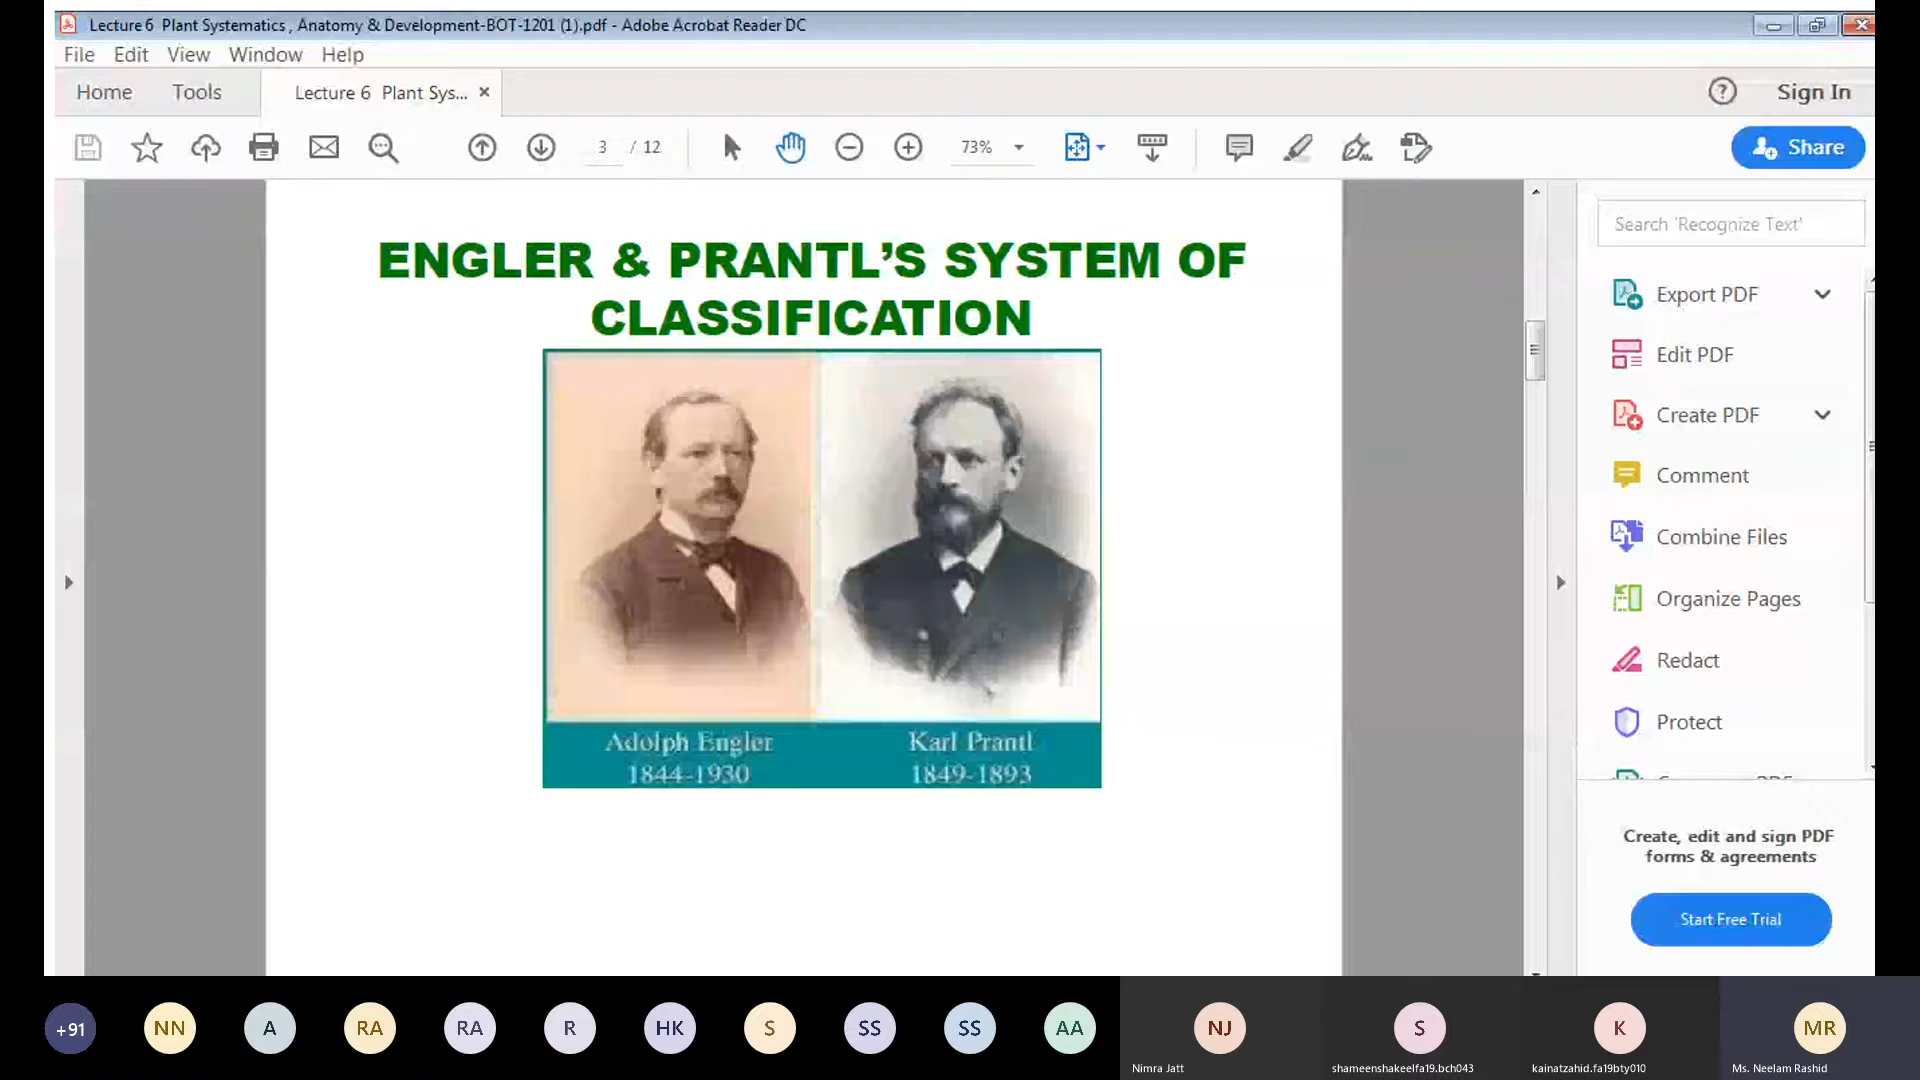 Lecture 6 Plant Systematics , Anatomy & Development-BOT-1201 (1).pdf - Adobe Acrobat Reader DC
File Edit View Window Help
Home Tools Lecture 6 Plant Sys... × ? Sign In
3 / 12 73% Share
ENGLER & PRANTL’S SYSTEM OF
CLASSIFICATION
Adolph Engler Karl Prantl
1844-1930 1849-1893
Search 'Recognize Text'
Export PDF
Edit PDF
Create PDF
Comment
Combine Files
Organize Pages
Redact
Protect
Create, edit and sign PDF
forms & agreements
Start Free Trial
+91 NN A RA RA R HK S SS SS AA NJ S K MR
Nimra Jatt shameenshakeelfa19.bch043 kainatzahid.fa19bty010 Ms. Neelam Rashid